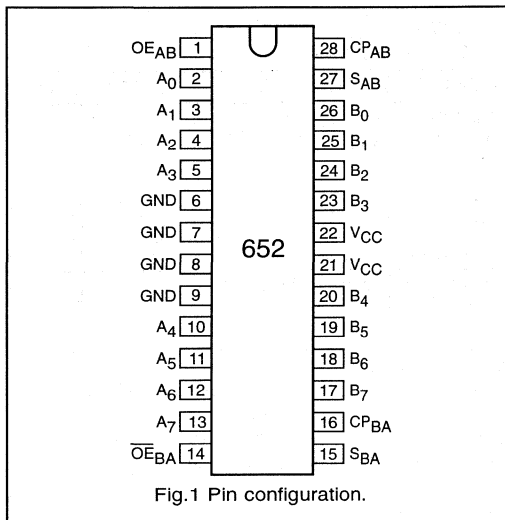 OEAB 1 28 CPAB
A0 2 27 SAB
A1 3 26 B0
A2 4 25 B1
A3 5 24 B2
GND 6 23 B3
GND 7 22 VCC
652
GND 8 21 VCC
GND 9 20 B4
A4 10 19 B5
A5 11 18 B6
A6 12 17 B7
A7 13 16 CPBA
O̅E̅BA 14 15 SBA
Fig.1 Pin configuration.